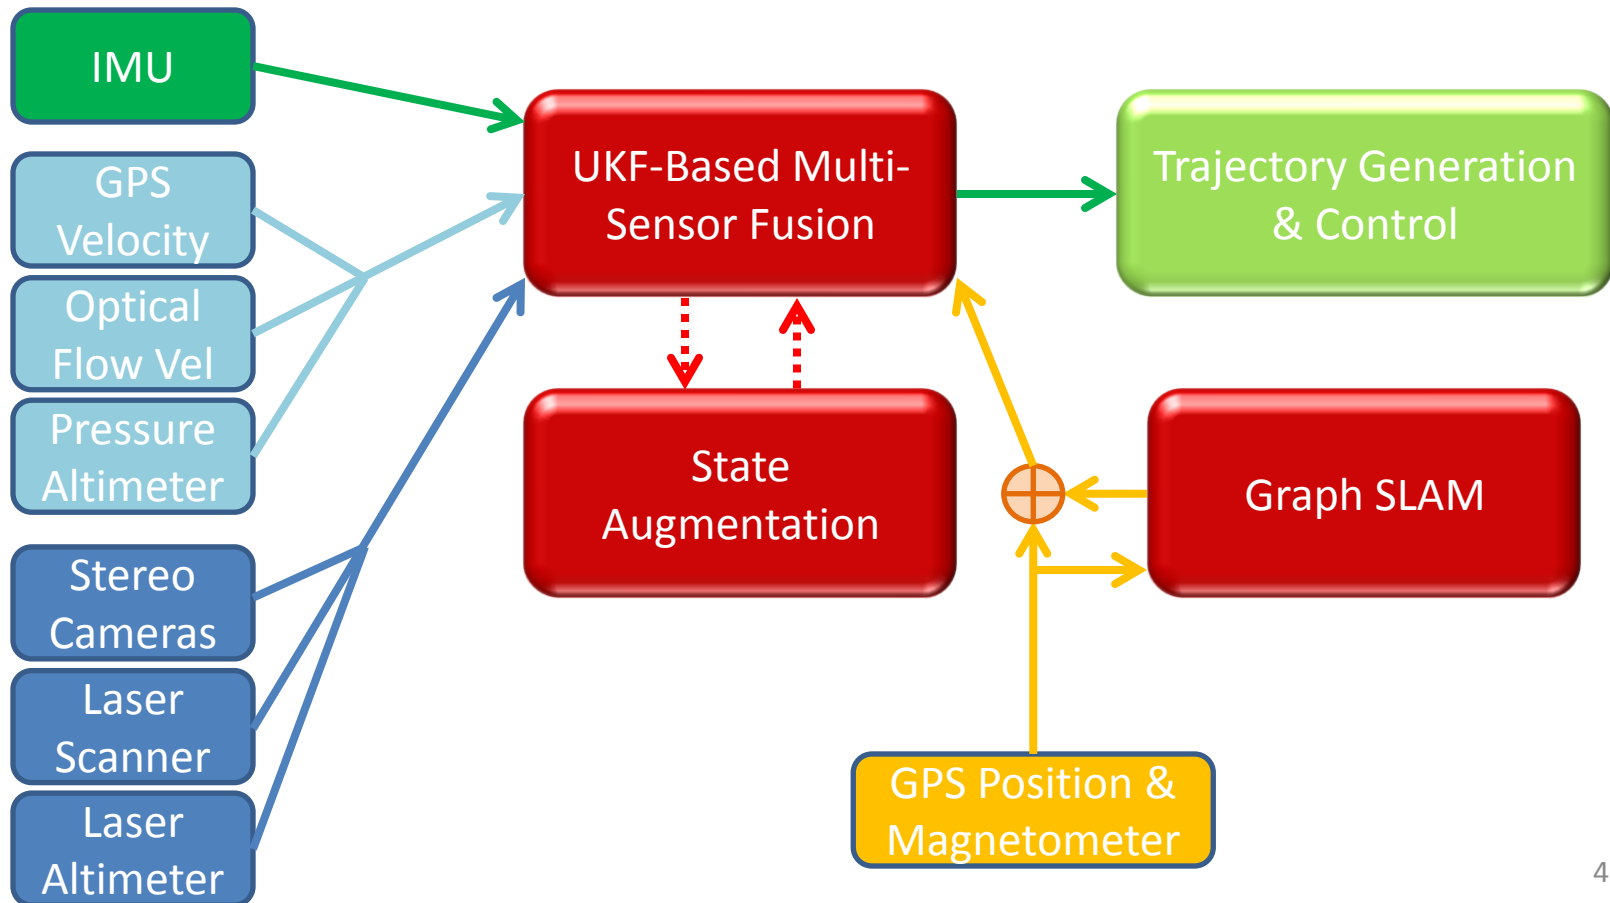 IMU
GPS
Velocity
Optical
Flow Vel
Pressure
Altimeter
Stereo
Cameras
Laser
Scanner
Laser
Altimeter
UKF-Based Multi-
Sensor Fusion
State
Augmentation
Trajectory Generation
& Control
Graph SLAM
GPS Position &
Magnetometer
4